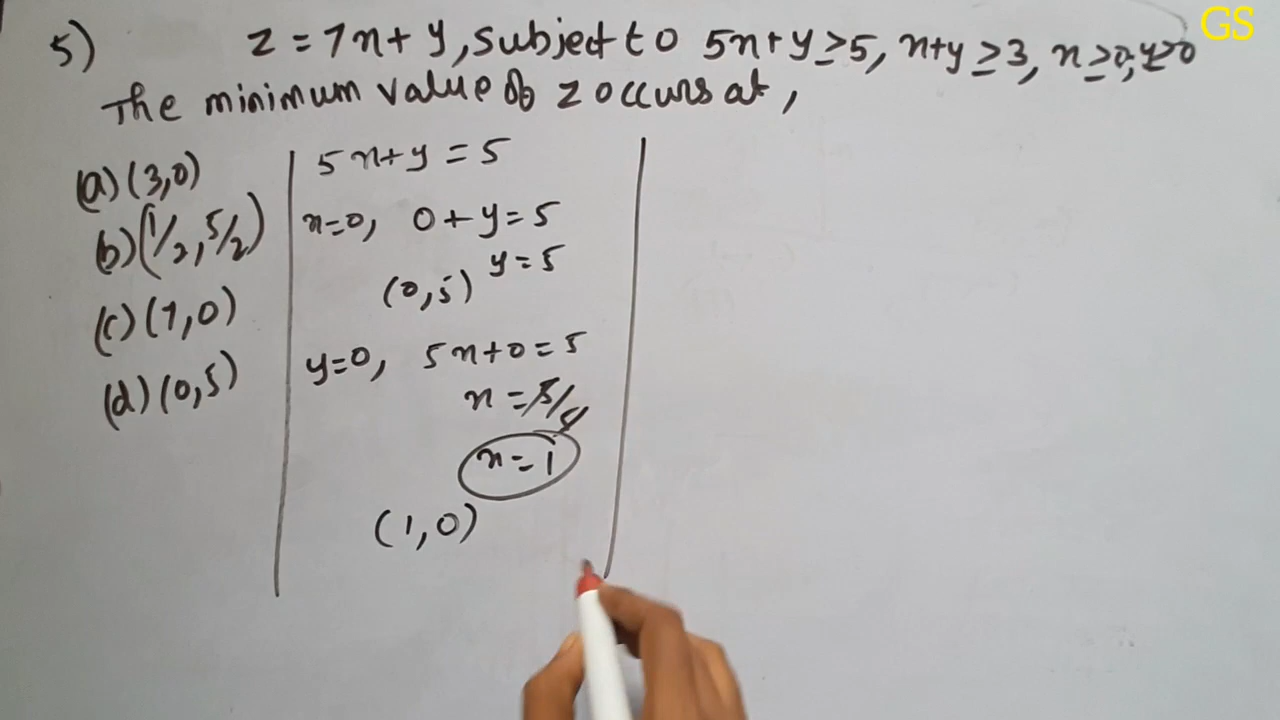 GS
5) z = 7x + y, subject to 5x + y ≥ 5, x + y ≥ 3, x ≥ 0, y ≥ 0
The minimum value of z occurs at,
(a) (3,0)
(b) (1/2, 5/2)
(c) (1,0)
(d) (0,5)
5x + y = 5
x=0, 0 + y = 5
y = 5
(0,5)
y=0, 5x + 0 = 5
x = 5/5
x = 1
(1,0)